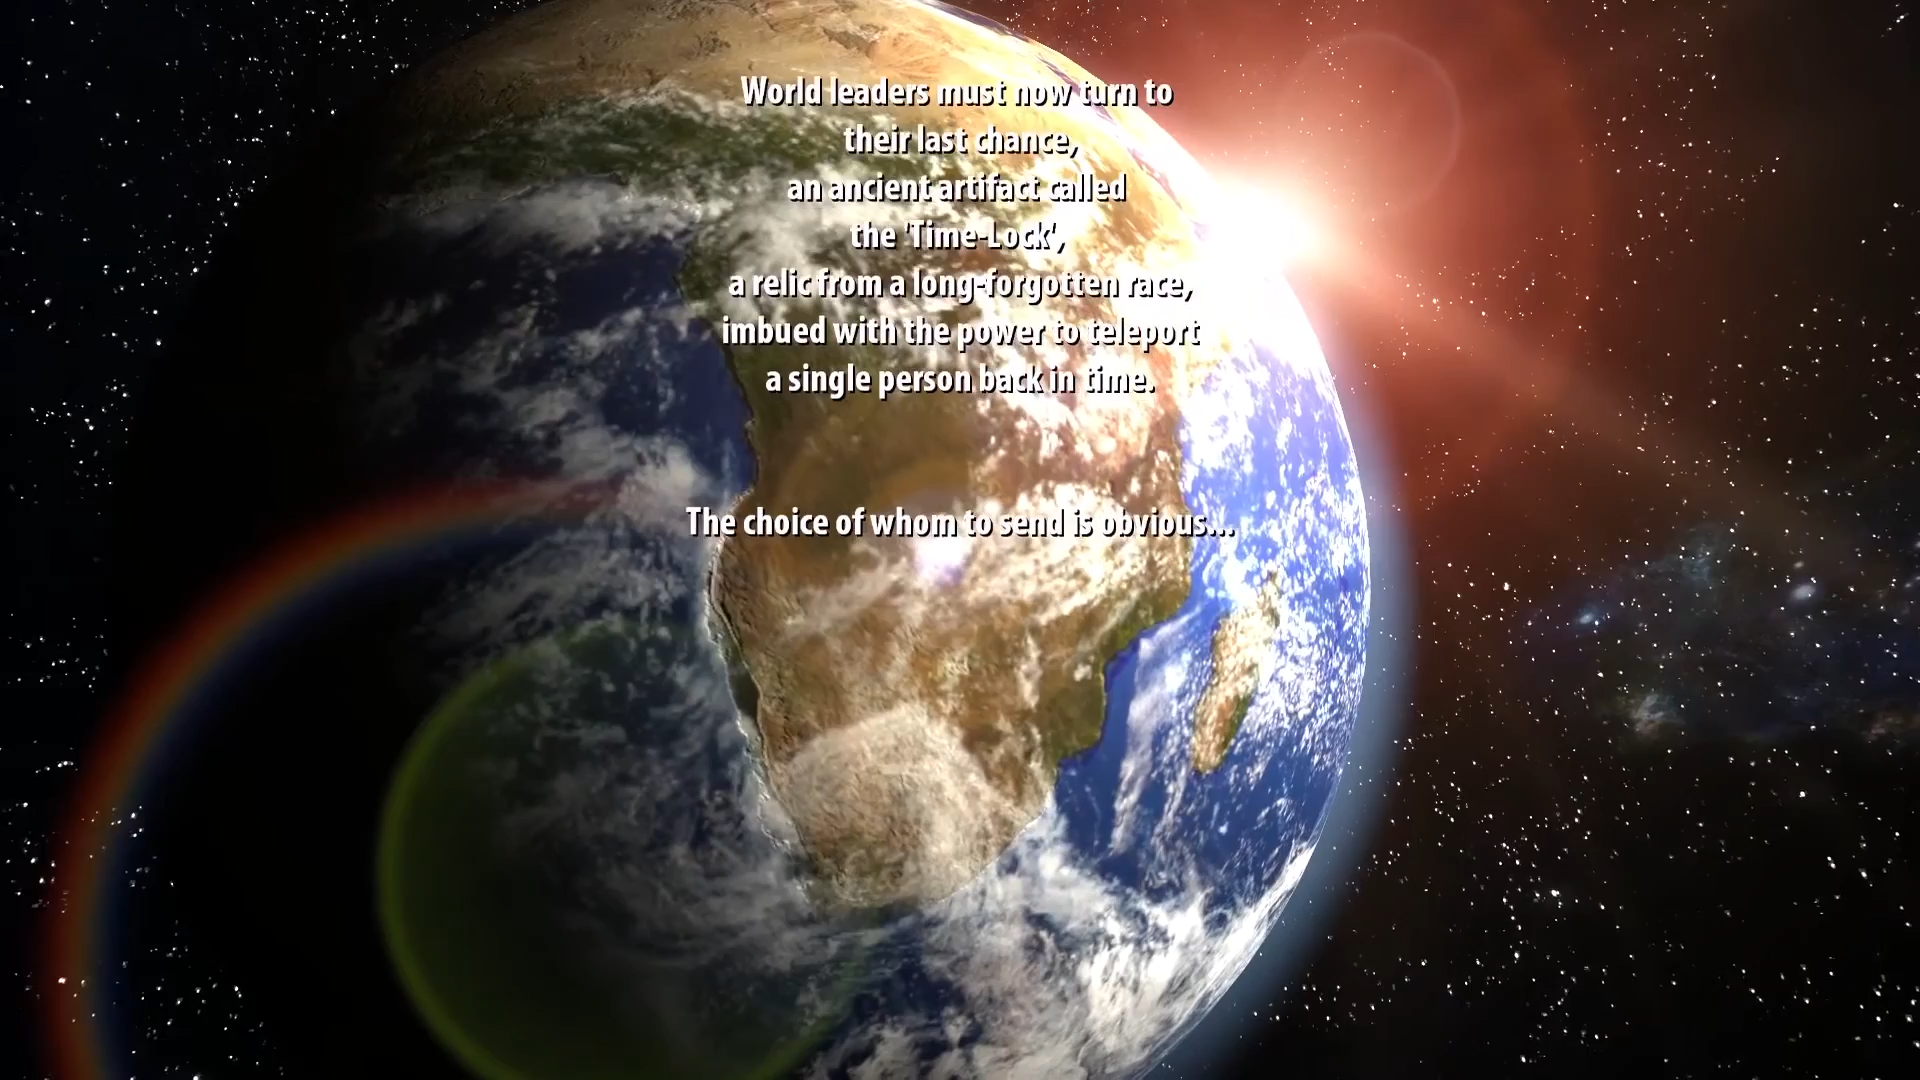 World leaders must now turn to
their last chance,
an ancient artifact called
the 'Time-Lock',
a relic from a long-forgotten race,
imbued with the power to teleport
a single person back in time.
The choice of whom to send is obvious...